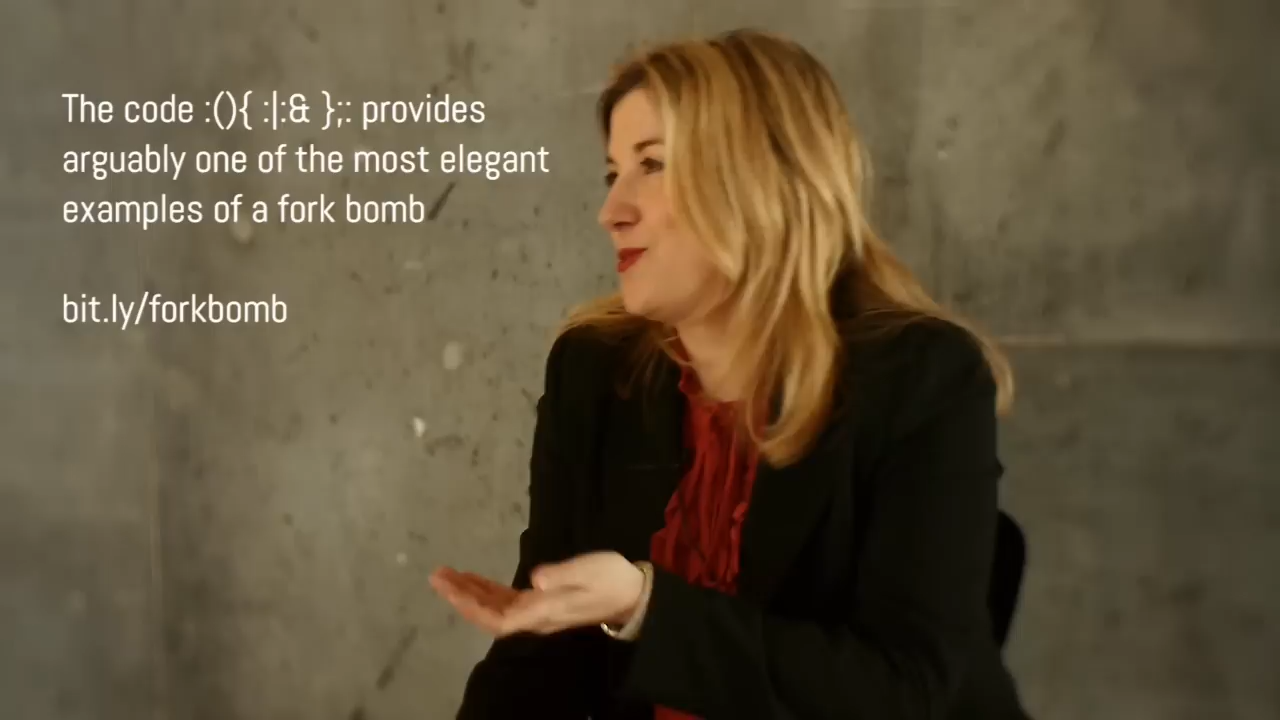 The code :(){ :|:& };: provides
arguably one of the most elegant
examples of a fork bomb
bit.ly/forkbomb